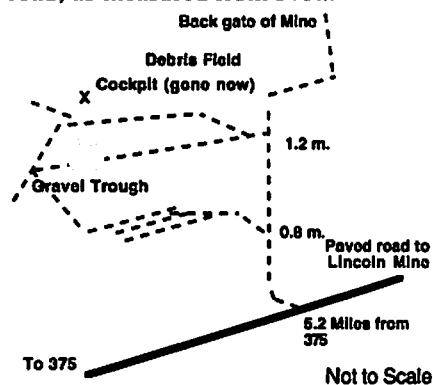 Back gate of Mine
Debris Field
Cockpit (gone now)
X
1.2 m.
Gravel Trough
0.8 m.
Paved road to
Lincoln Mine
5.2 Miles from
375
To 375
Not to Scale